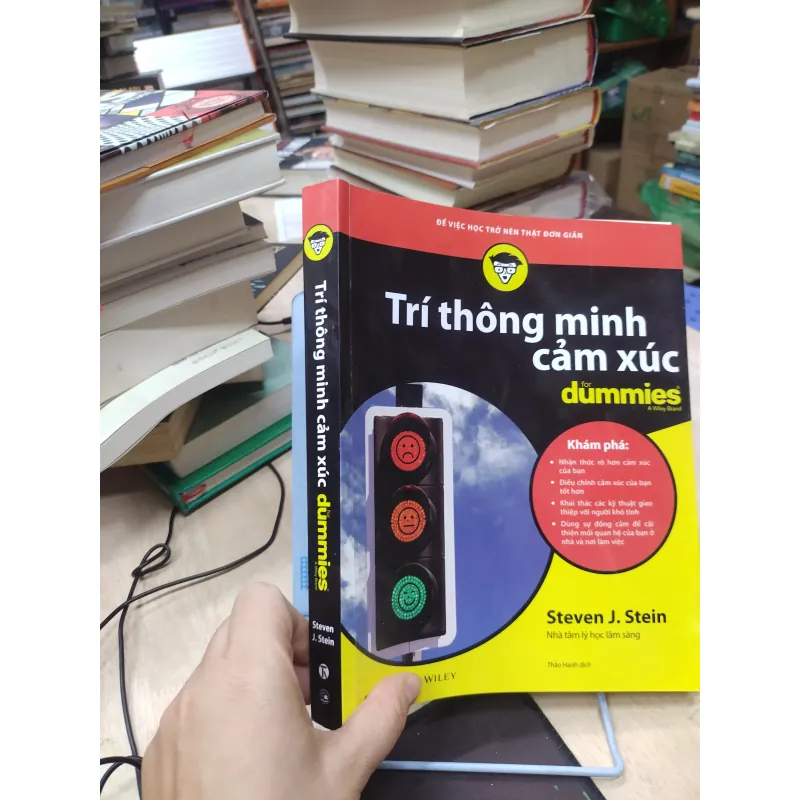 ĐỂ VIỆC HỌC TRỞ NÊN THẬT ĐƠN GIẢN
Trí thông minh
cảm xúc
for
dummies
A Wiley Brand
Khám phá:
• Nhận thức rõ hơn cảm xúc
của bạn
• Điều chỉnh cảm xúc của bạn
tốt hơn
• Khai thác các kỹ thuật giao
thiệp với người khó tính
• Dùng sự đồng cảm để cải
thiện mối quan hệ của bạn ở
nhà và nơi làm việc
Steven J. Stein
Nhà tâm lý học lâm sàng
Thảo Hạnh dịch
WILEY
Trí thông minh cảm xúc
for
dummies
Steven
J. Stein